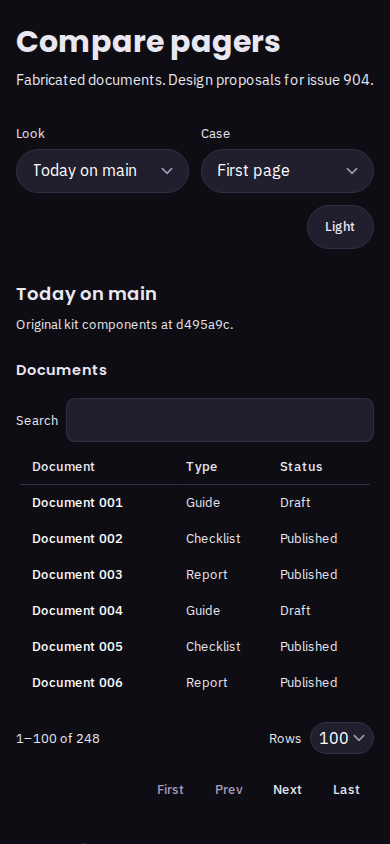 Compare pagers
Fabricated documents. Design proposals for issue 904.
Look Case
Today on main First page
Light
Today on main
Original kit components at d495a9c.
Documents
Search
Document Type Status
Document 001 Guide Draft
Document 002 Checklist Published
Document 003 Report Published
Document 004 Guide Draft
Document 005 Checklist Published
Document 006 Report Published
1–100 of 248 Rows 100
First Prev Next Last